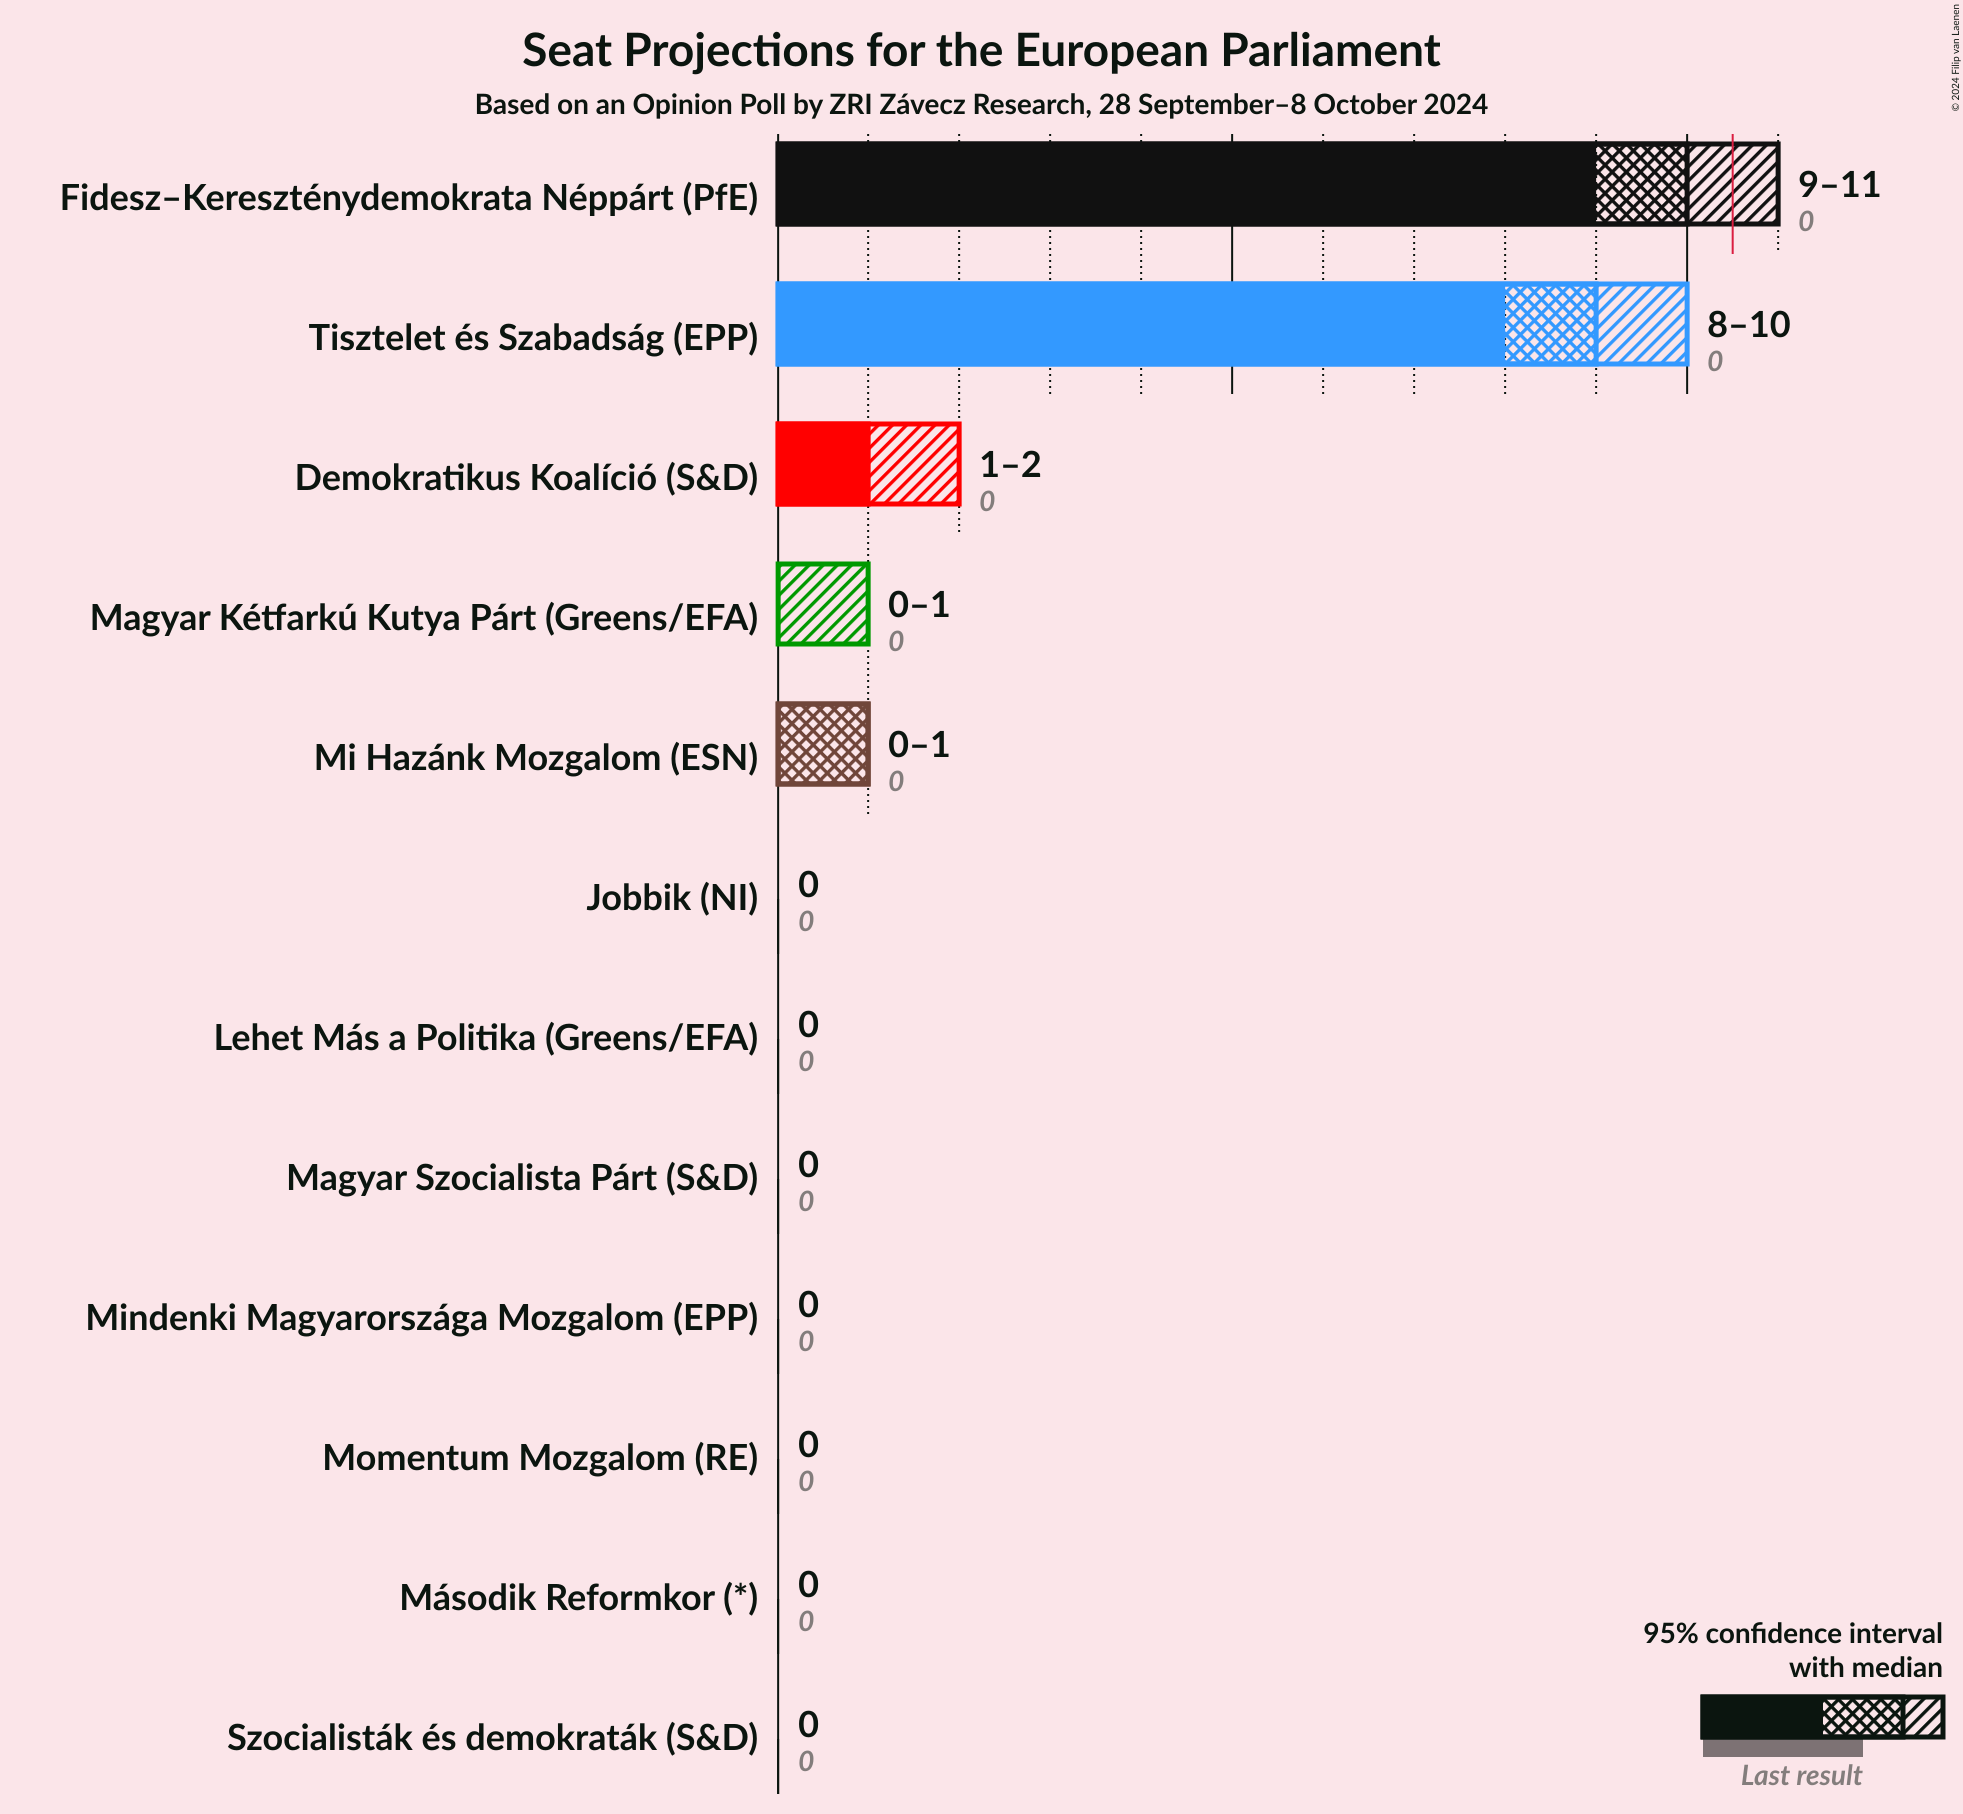 Seat Projections for the European Parliament
Based on an Opinion Poll by ZRI Závecz Research, 28 September–8 October 2024
© 2024 Filip van Laenen
Fidesz–Kereszténydemokrata Néppárt (PfE)
9–11
0
Tisztelet és Szabadság (EPP)
8–10
0
Demokratikus Koalíció (S&D)
1–2
0
Magyar Kétfarkú Kutya Párt (Greens/EFA)
0–1
0
Mi Hazánk Mozgalom (ESN)
0–1
0
Jobbik (NI)
0
0
Lehet Más a Politika (Greens/EFA)
0
0
Magyar Szocialista Párt (S&D)
0
0
Mindenki Magyarországa Mozgalom (EPP)
0
0
Momentum Mozgalom (RE)
0
0
Második Reformkor (*)
0
0
Szocialisták és demokraták (S&D)
0
0
95% confidence interval
with median
Last result